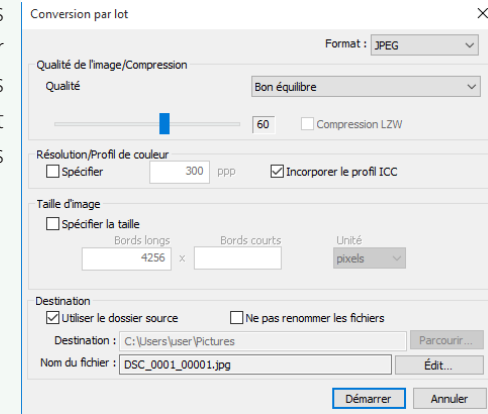 Conversion par lot
Format : JPEG
Qualité de l'image/Compression
Qualité Bon équilibre
60 Compression LZW
Résolution/Profil de couleur
Spécifier 300 ppp Incorporer le profil ICC
Taille d'image
Spécifier la taille
Bords longs Bords courts Unité
4256 x pixels
Destination
Utiliser le dossier source Ne pas renommer les fichiers
Destination : C:\Users\user\Pictures Parcourir...
Nom du fichier : DSC_0001_00001.jpg Édit...
Démarrer Annuler